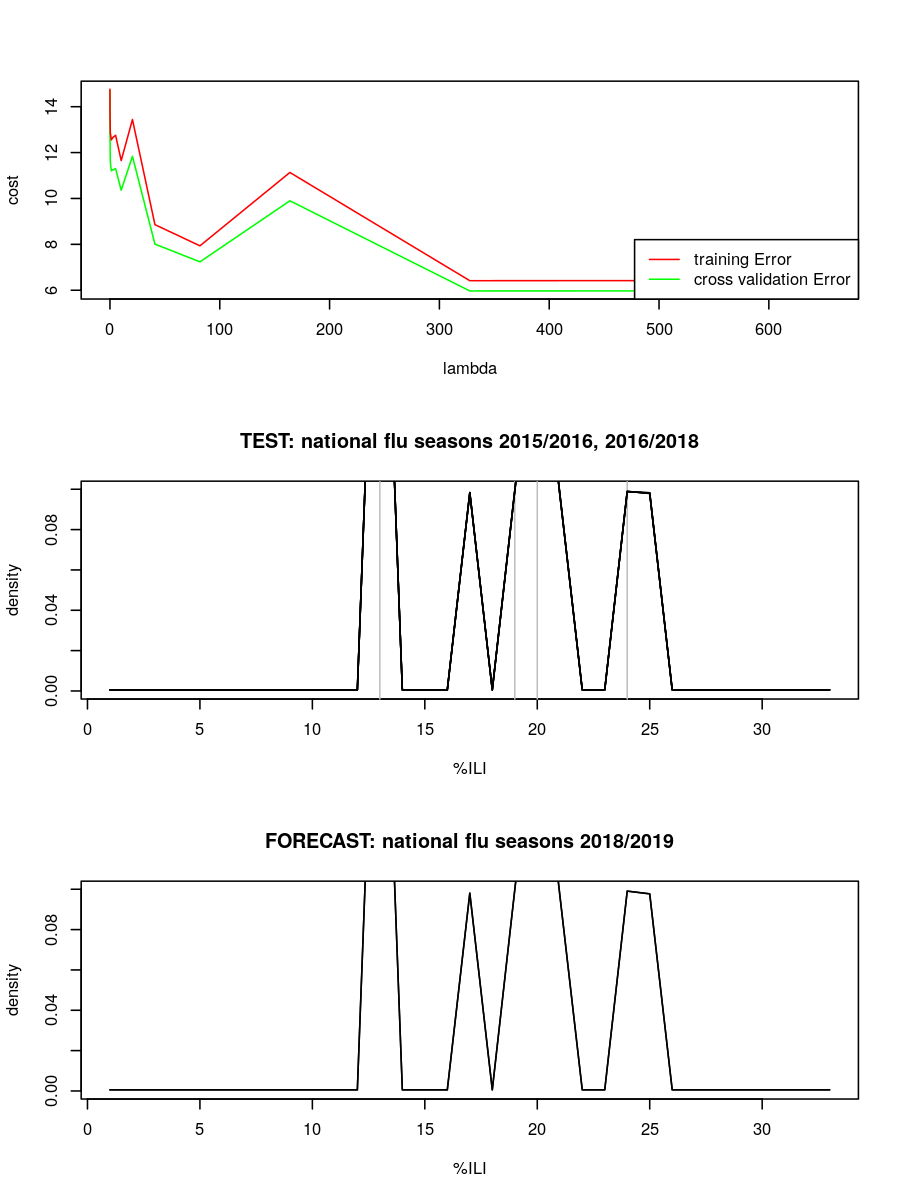 cost
14
12
10
8
6
training Error
cross validation Error
0 100 200 300 400 500 600
lambda
TEST: national flu seasons 2015/2016, 2016/2018
density
0.08
0.04
0.00
0 5 10 15 20 25 30
%ILI
FORECAST: national flu seasons 2018/2019
density
0.08
0.04
0.00
0 5 10 15 20 25 30
%ILI